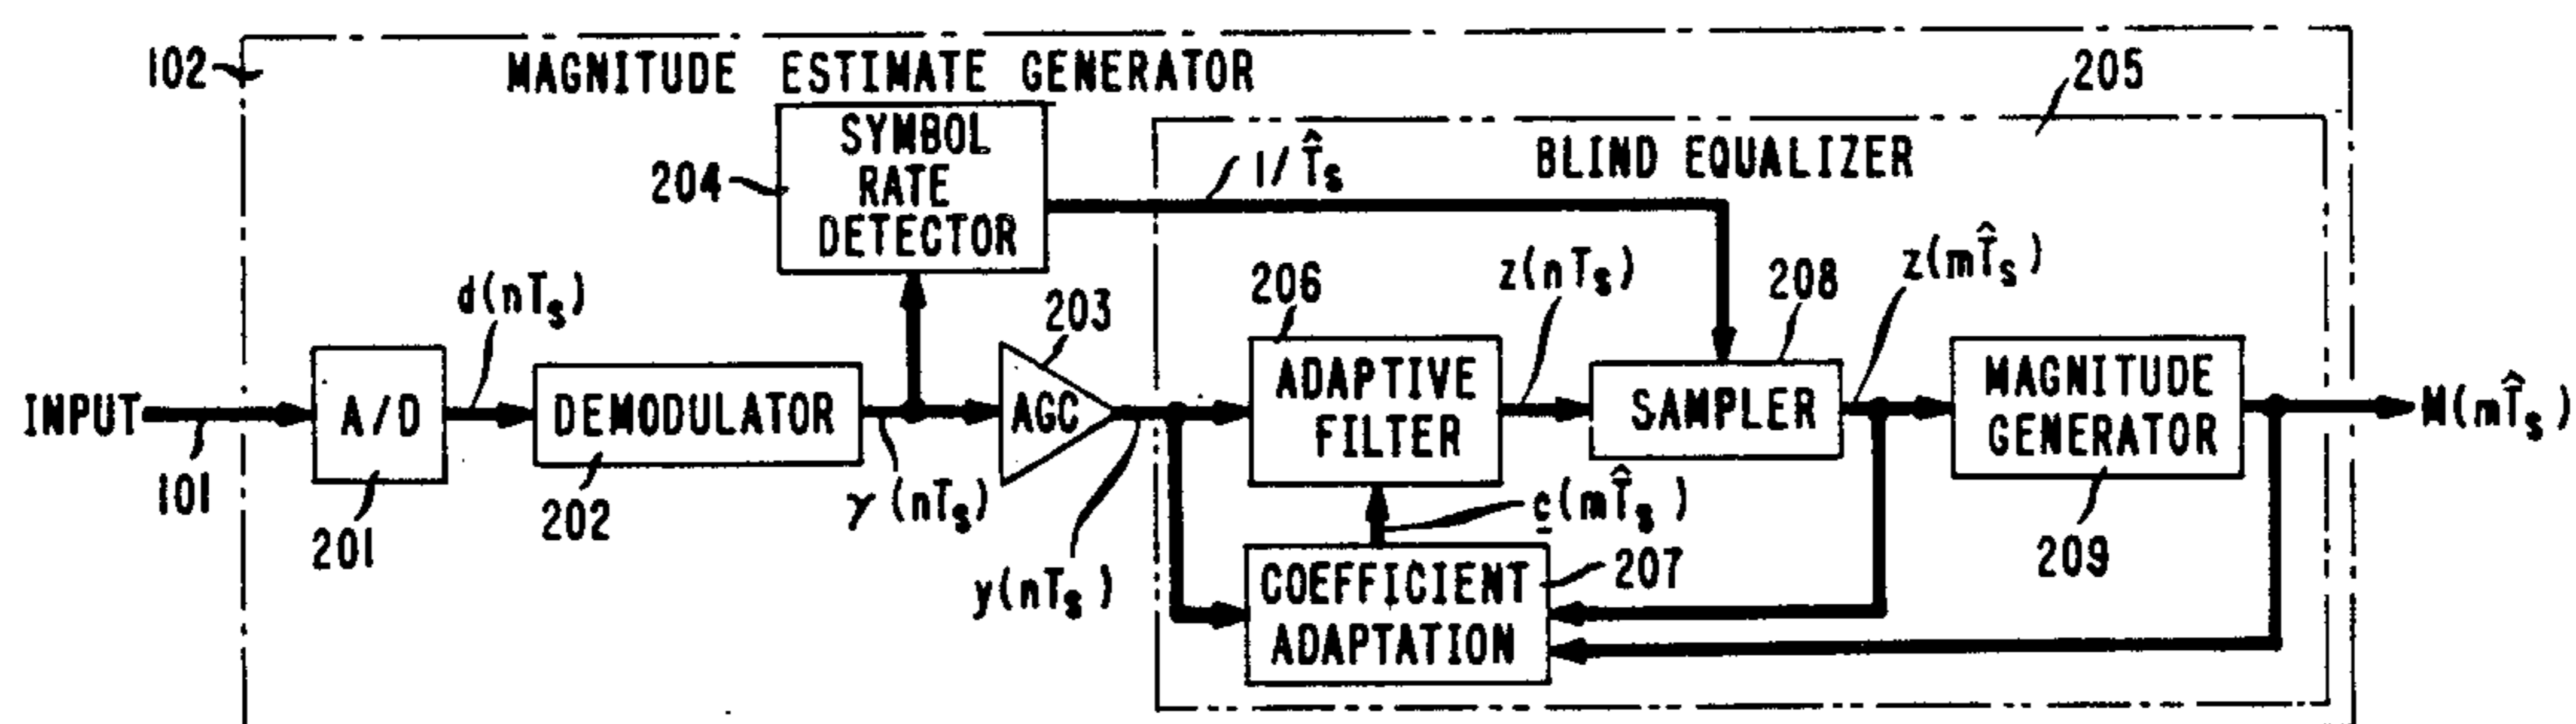 102
MAGNITUDE ESTIMATE GENERATOR
205
SYMBOL
RATE
DETECTOR
204
1/T̂s
BLIND EQUALIZER
d(nTs)
203
206
z(nTs)
208
z(mT̂s)
INPUT
101
A/D
201
DEMODULATOR
202
γ(nTs)
AGC
y(nTs)
ADAPTIVE
FILTER
SAMPLER
MAGNITUDE
GENERATOR
209
M(mT̂s)
c(mT̂s)
COEFFICIENT
ADAPTATION
207